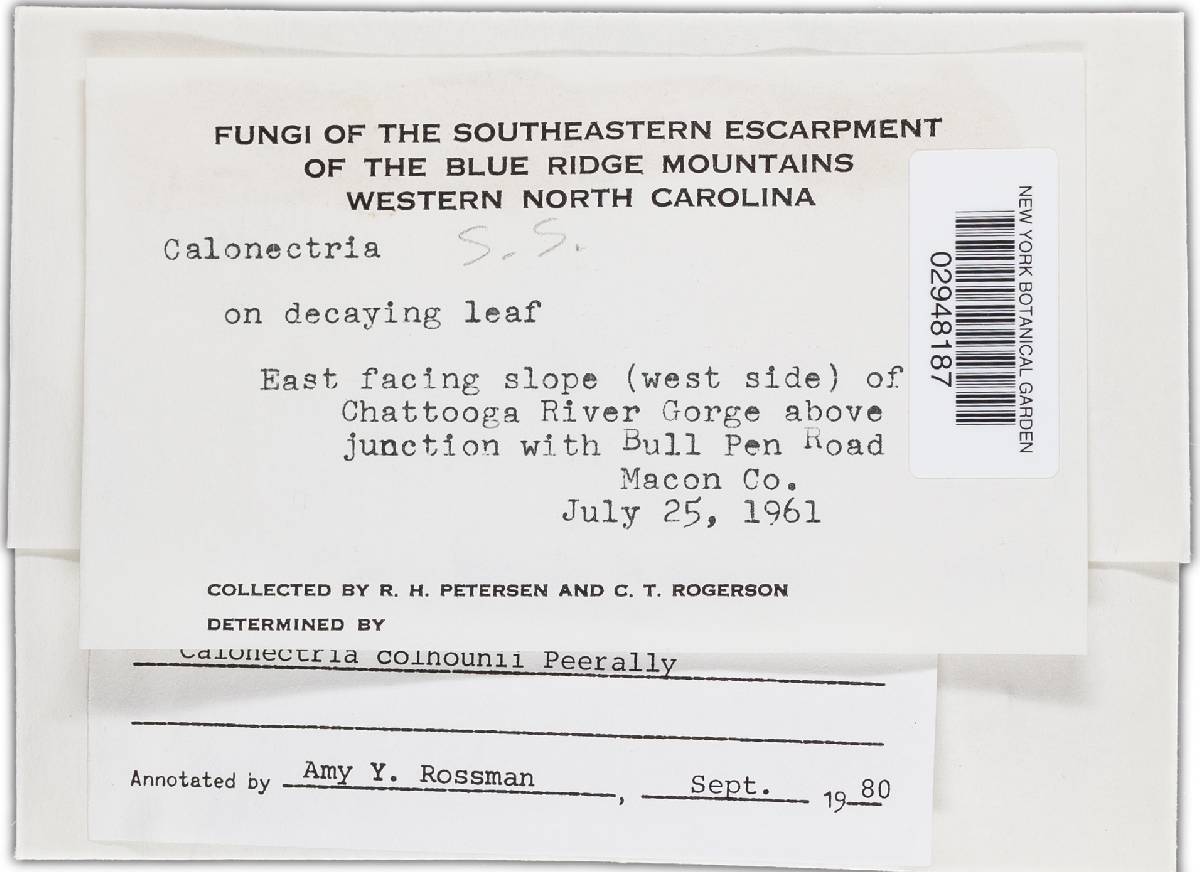 FUNGI OF THE SOUTHEASTERN ESCARPMENT
OF THE BLUE RIDGE MOUNTAINS
WESTERN NORTH CAROLINA
Calonectria S.S.
on decaying leaf
East facing slope (west side) of
Chattooga River Gorge above
junction with Bull Pen Road
Macon Co.
July 25, 1961
COLLECTED BY R. H. PETERSEN AND C. T. ROGERSON
DETERMINED BY
NEW YORK BOTANICAL GARDEN
02948187
Calonectria colhounii Peerally
Annotated by Amy Y. Rossman, Sept. 1980